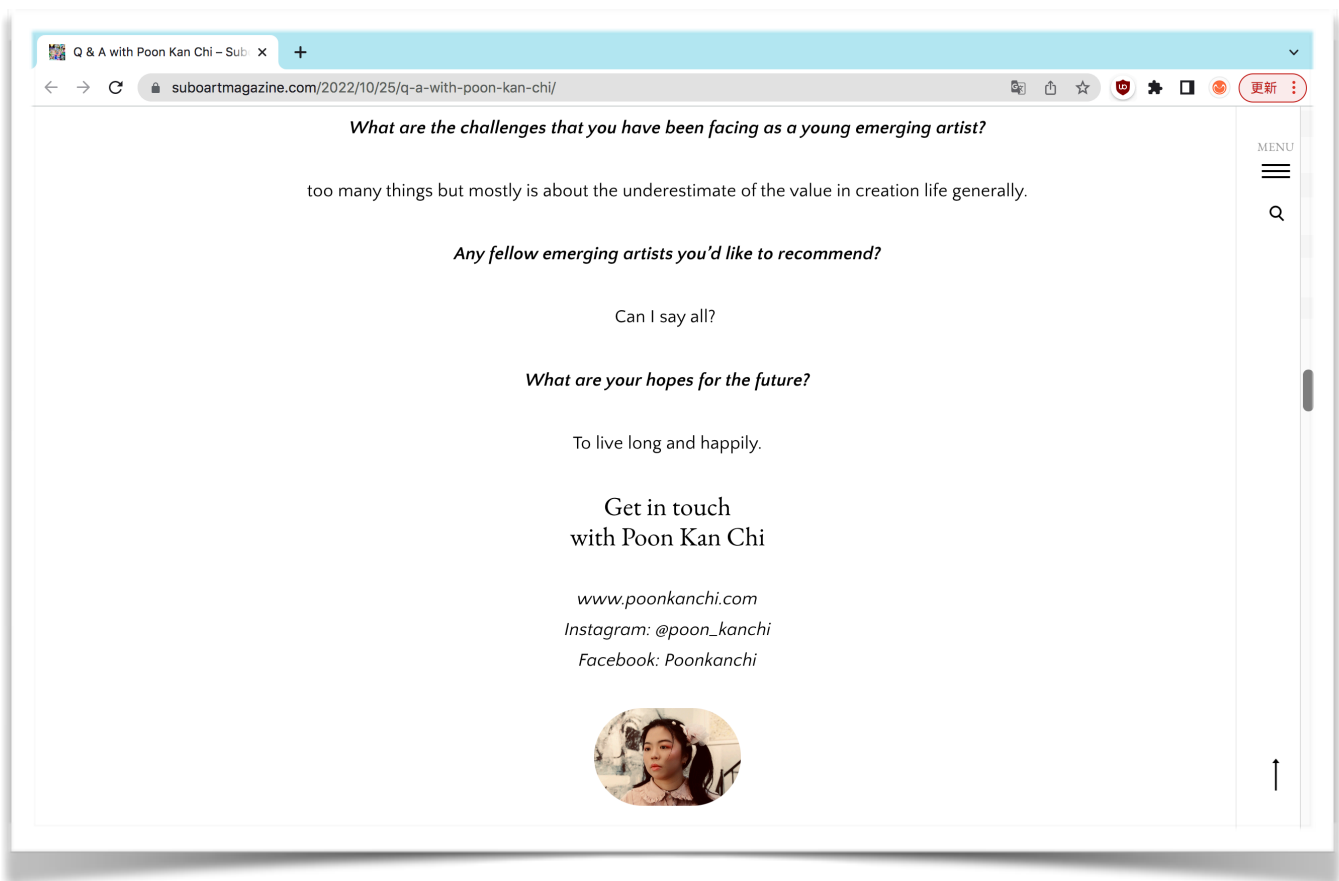 Q & A with Poon Kan Chi – Sub
suboartmagazine.com/2022/10/25/q-a-with-poon-kan-chi/
更新
What are the challenges that you have been facing as a young emerging artist?
MENU
too many things but mostly is about the underestimate of the value in creation life generally.
Any fellow emerging artists you'd like to recommend?
Can I say all?
What are your hopes for the future?
To live long and happily.
Get in touch
with Poon Kan Chi
www.poonkanchi.com
Instagram: @poon_kanchi
Facebook: Poonkanchi